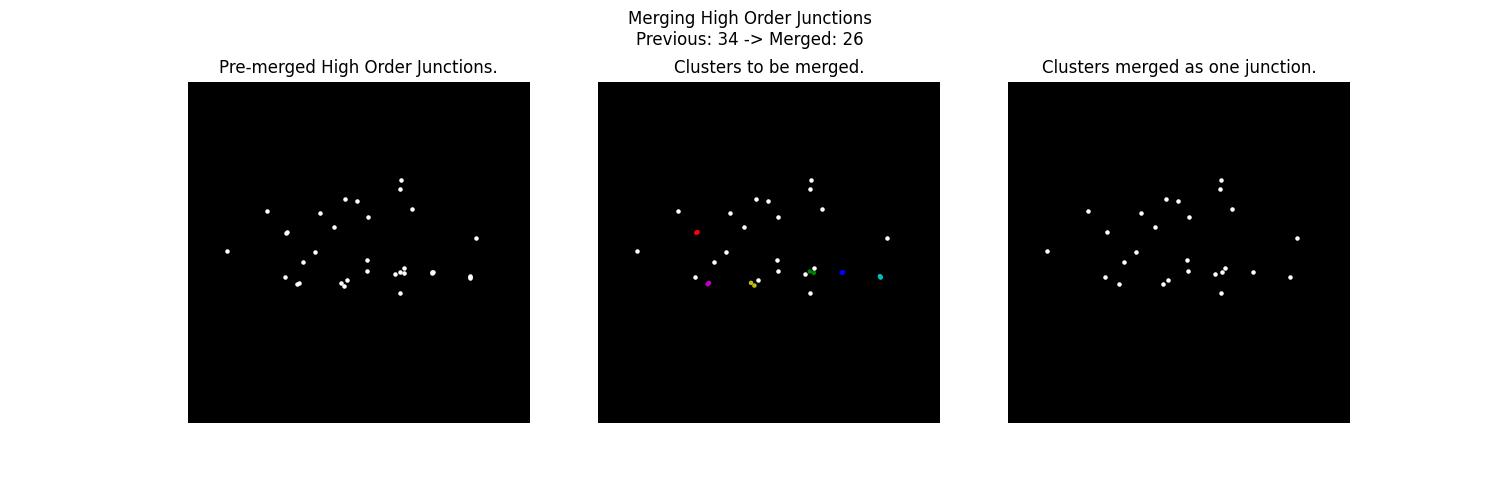 Merging High Order Junctions
Previous: 34 -> Merged: 26
Pre-merged High Order Junctions.
Clusters to be merged.
Clusters merged as one junction.